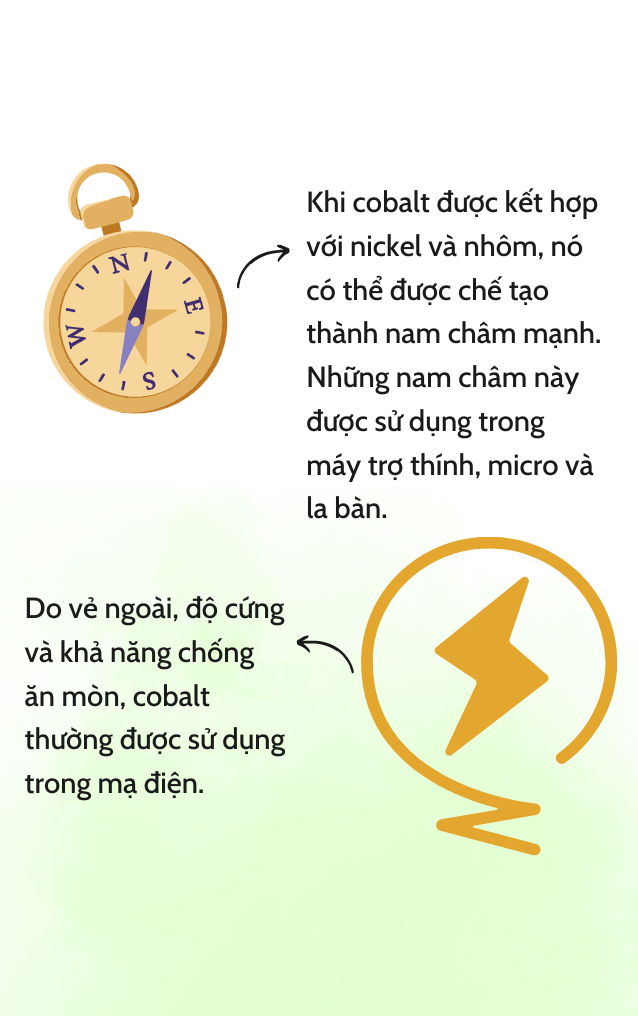 N
E
W
S
Khi cobalt được kết hợp
với nickel và nhôm, nó
có thể được chế tạo
thành nam châm mạnh.
Những nam châm này
được sử dụng trong
máy trợ thính, micro và
la bàn.
Do vẻ ngoài, độ cứng
và khả năng chống
ăn mòn, cobalt
thường được sử dụng
trong mạ điện.